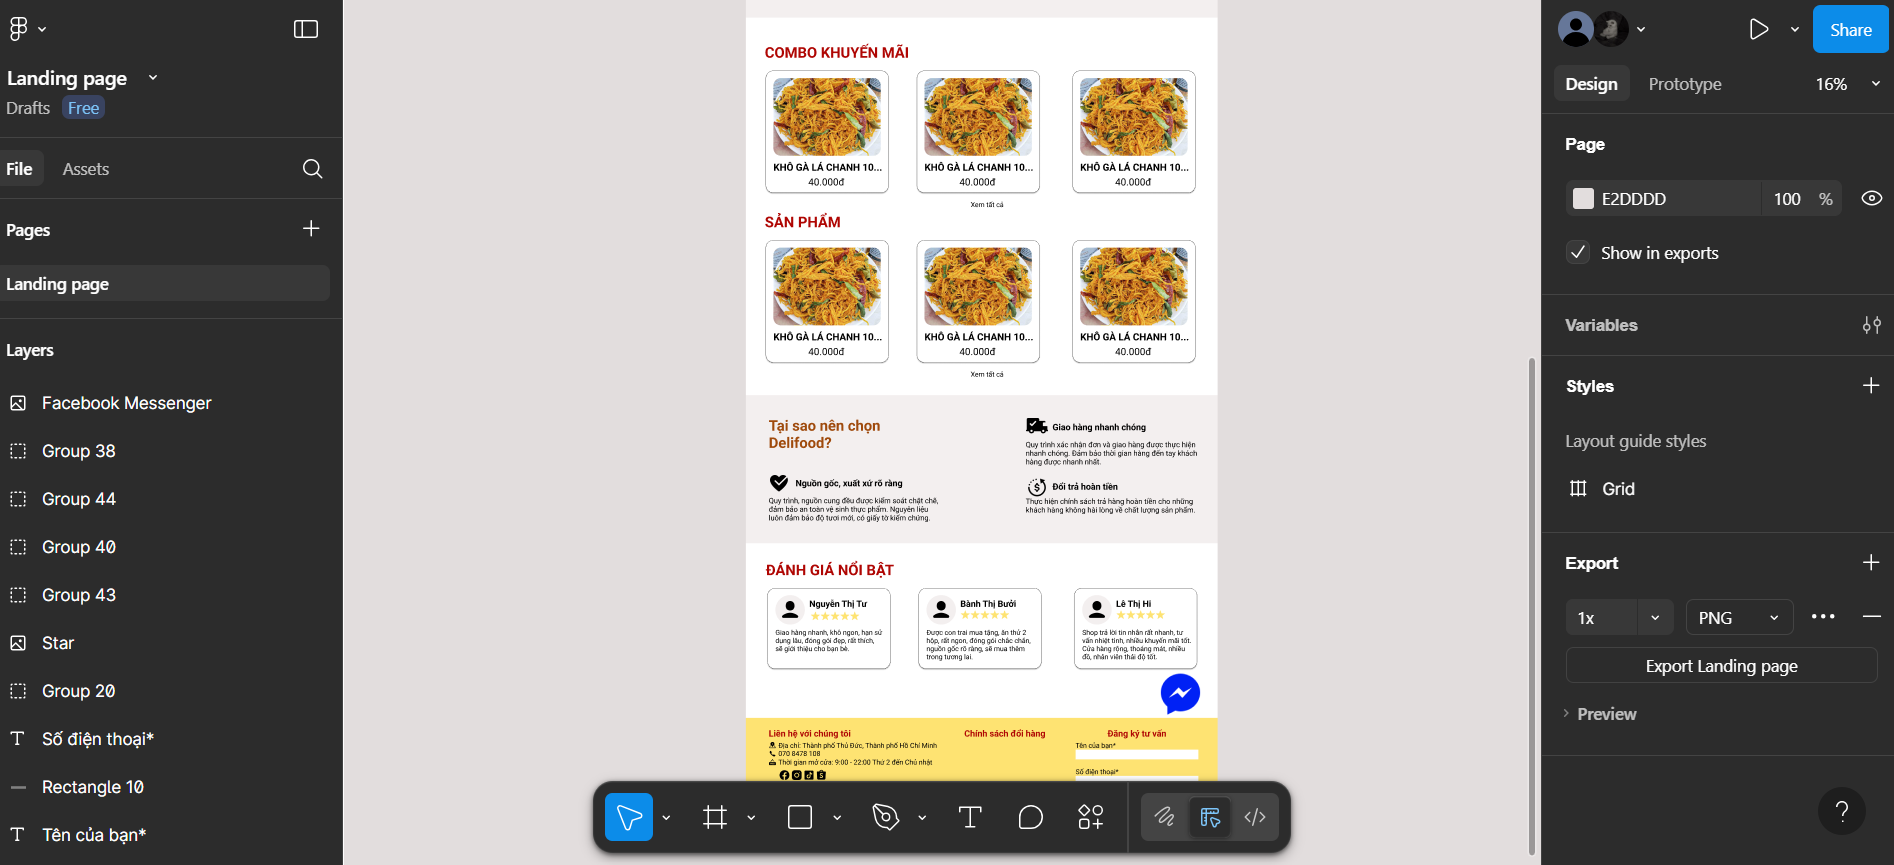 Landing page
Drafts
Free
File
Assets
Pages
Landing page
Layers
Facebook Messenger
Group 38
Group 44
Group 40
Group 43
Star
Group 20
Số điện thoại*
Rectangle 10
Tên của bạn*
COMBO KHUYẾN MÃI
KHÔ GÀ LÁ CHANH 10...
40.000đ
KHÔ GÀ LÁ CHANH 10...
40.000đ
KHÔ GÀ LÁ CHANH 10...
40.000đ
Xem tất cả
SẢN PHẨM
KHÔ GÀ LÁ CHANH 10...
40.000đ
KHÔ GÀ LÁ CHANH 10...
40.000đ
KHÔ GÀ LÁ CHANH 10...
40.000đ
Xem tất cả
Tại sao nên chọn
Delifood?
Nguồn gốc, xuất xứ rõ ràng
Quy trình, nguồn cung đều được kiểm soát chặt chẽ,
đảm bảo an toàn vệ sinh thực phẩm. Nguyên liệu
luôn đảm bảo độ tươi mới, có giấy tờ kiểm chứng.
Giao hàng nhanh chóng
Quy trình xác nhận đơn và giao hàng được thực hiện
nhanh chóng. Đảm bảo thời gian hàng đến tay khách
hàng được nhanh nhất.
Đổi trả hoàn tiền
Thực hiện chính sách trả hàng hoàn tiền cho những
khách hàng không hài lòng về chất lượng sản phẩm.
ĐÁNH GIÁ NỔI BẬT
Nguyễn Thị Tư
Giao hàng nhanh, khô ngon, hạn sử
dụng lâu, đóng gói đẹp, rất thích,
sẽ giới thiệu cho bạn bè.
Bành Thị Bưởi
Được con trai mua tặng, ăn thử 2
hộp, rất ngon, đóng gói chắc chắn,
nguồn gốc rõ ràng, sẽ mua thêm
trong tương lai.
Lê Thị Hi
Shop trả lời tin nhắn rất nhanh, tư
vấn nhiệt tình, nhiều khuyến mãi tốt.
Cửa hàng rộng, thoáng mát, nhiều
đồ, nhân viên thái độ tốt.
Liên hệ với chúng tôi
Địa chỉ: Thành phố Thủ Đức, Thành phố Hồ Chí Minh
070 8478 108
Thời gian mở cửa: 9:00 - 22:00 Thứ 2 đến Chủ nhật
Chính sách đổi hàng
Đăng ký tư vấn
Tên của bạn*
Số điện thoại*
Share
Design
Prototype
16%
Page
E2DDDD
100
%
Show in exports
Variables
Styles
Layout guide styles
Grid
Export
1x
PNG
Export Landing page
Preview
?